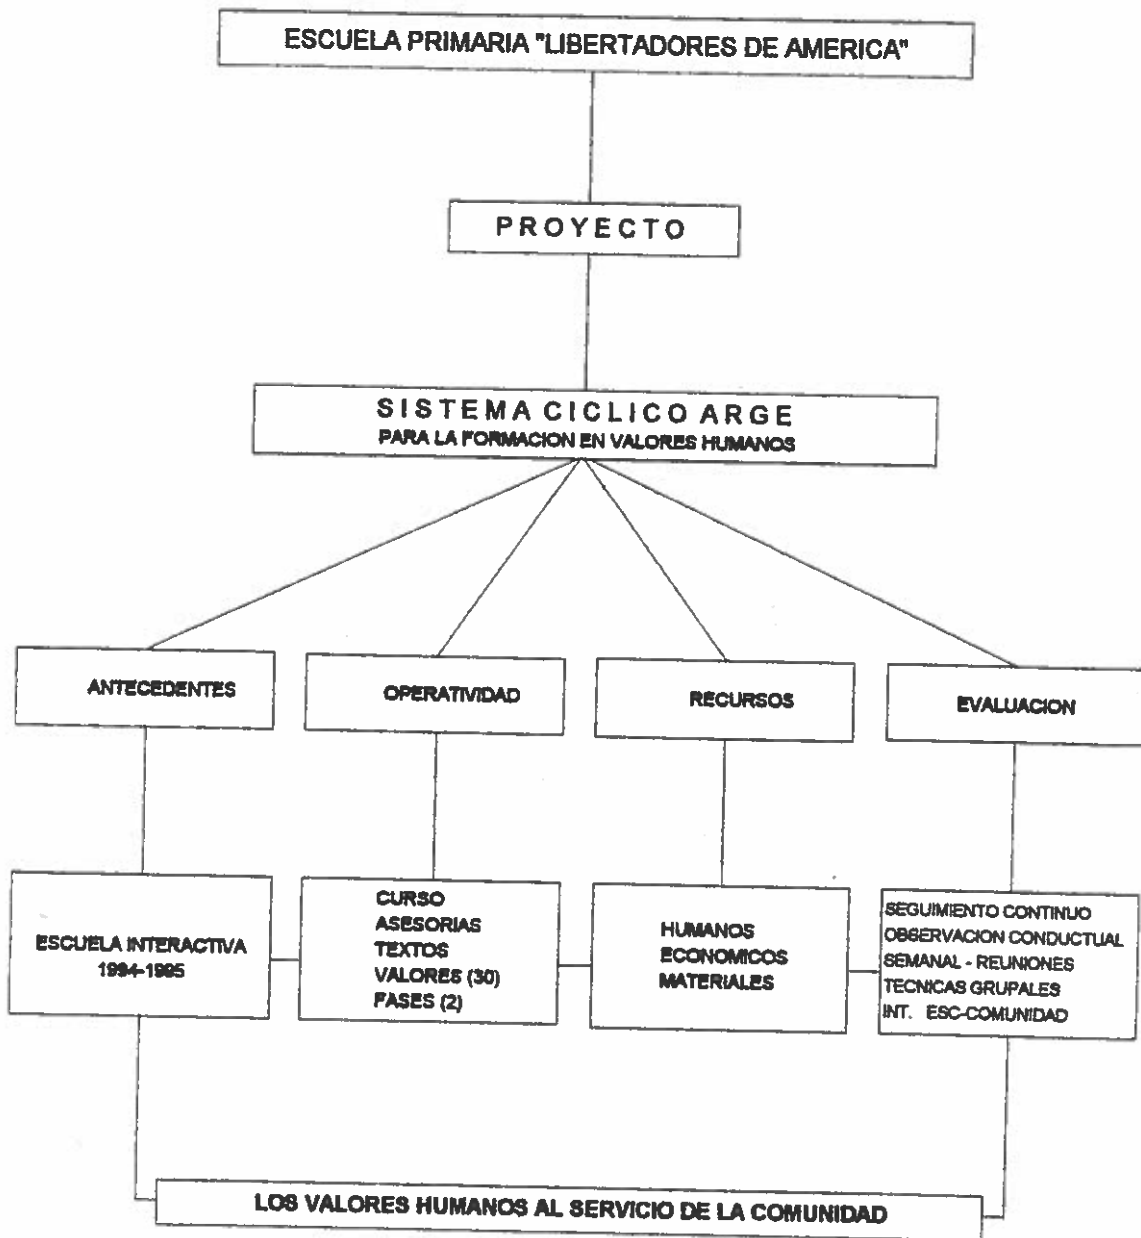 ESCUELA PRIMARIA "LIBERTADORES DE AMERICA"
PROYECTO
SISTEMA CICLICO ARGE
PARA LA FORMACION EN VALORES HUMANOS
ANTECEDENTES
OPERATIVIDAD
RECURSOS
EVALUACION
ESCUELA INTERACTIVA
1994-1995
CURSO
ASESORIAS
TEXTOS
VALORES (30)
FASES (2)
HUMANOS
ECONOMICOS
MATERIALES
SEGUIMIENTO CONTINUO
OBSERVACION CONDUCTUAL
SEMANAL - REUNIONES
TECNICAS GRUPALES
INT. ESC-COMUNIDAD
LOS VALORES HUMANOS AL SERVICIO DE LA COMUNIDAD